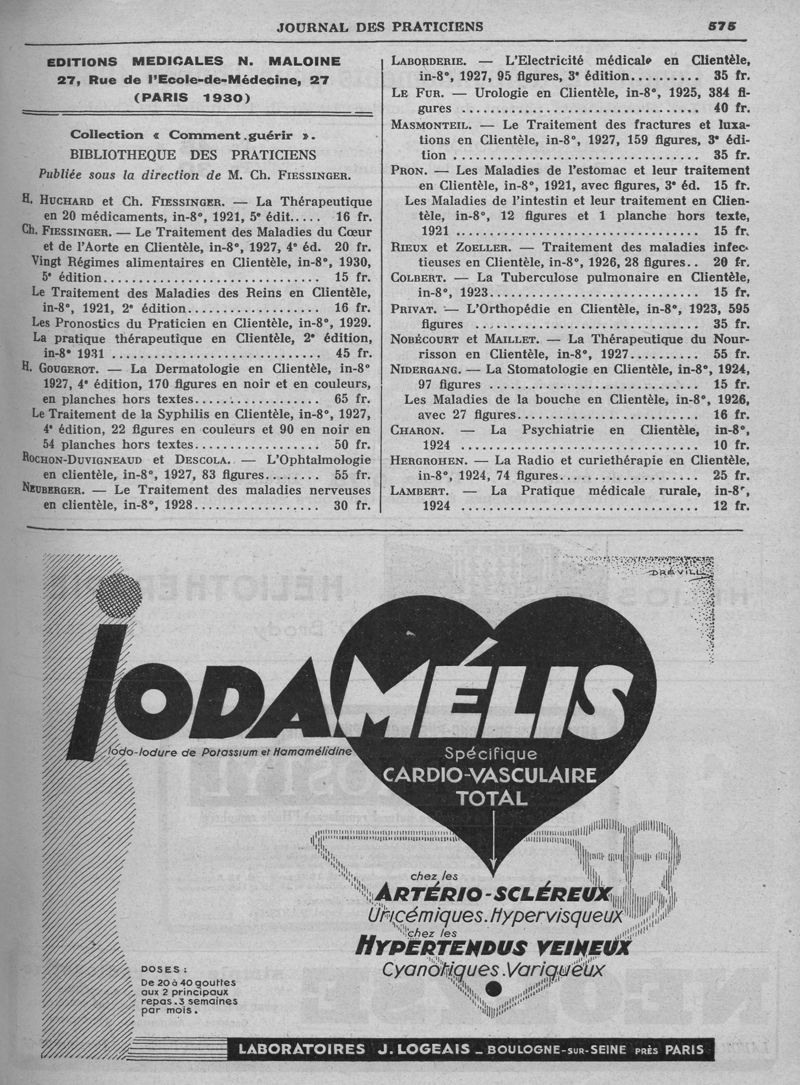 JOURNAL DES PRATICIENS 575
EDITIONS MEDICALES N. MALOINE
27, Rue de l'Ecole-de-Médecine, 27
(PARIS 1930)
Collection « Comment guérir ».
BIBLIOTHEQUE DES PRATICIENS
Publiée sous la direction de M. Ch. FIESSINGER.
H. HUCHARD et Ch. FIESSINGER. — La Thérapeutique
en 20 médicaments, in-8°, 1921, 5e édit..... 16 fr.
Ch. FIESSINGER. — Le Traitement des Maladies du Cœur
et de l'Aorte en Clientèle, in-8°, 1927, 4e éd. 20 fr.
Vingt Régimes alimentaires en Clientèle, in-8°, 1930,
5e édition.............................. 15 fr.
Le Traitement des Maladies des Reins en Clientèle,
in-8°, 1921, 2e édition.................. 16 fr.
Les Pronostics du Praticien en Clientèle, in-8°, 1929.
La pratique thérapeutique en Clientèle, 2e édition,
in-8° 1931 ............................ 45 fr.
H. GOUGEROT. — La Dermatologie en Clientèle, in-8°
1927, 4e édition, 170 figures en noir et en couleurs,
en planches hors textes.................. 65 fr.
Le Traitement de la Syphilis en Clientèle, in-8°, 1927,
4e édition, 22 figures en couleurs et 90 en noir en
54 planches hors textes.................. 50 fr.
ROCHON-DUVIGNEAUD et DESCOLA. — L'Ophtalmologie
en clientèle, in-8°, 1927, 83 figures........ 55 fr.
NEUBERGER. — Le Traitement des maladies nerveuses
en clientèle, in-8°, 1928.................. 30 fr.
LABORDERIE. — L'Electricité médicale en Clientèle,
in-8°, 1927, 95 figures, 3e édition.......... 35 fr.
LE FUR. — Urologie en Clientèle, in-8°, 1925, 384 fi-
gures ................................ 40 fr.
MASMONTEIL. — Le Traitement des fractures et luxa-
tions en Clientèle, in-8°, 1927, 159 figures, 3e édi-
tion .................................. 35 fr.
PRON. — Les Maladies de l'estomac et leur traitement
en Clientèle, in-8°, 1921, avec figures, 3e éd. 15 fr.
Les Maladies de l'intestin et leur traitement en Clien-
tèle, in-8°, 12 figures et 1 planche hors texte,
1921 .................................. 15 fr.
RIEUX et ZOELLER. — Traitement des maladies infec-
tieuses en Clientèle, in-8°, 1926, 28 figures.. 20 fr.
COLBERT. — La Tuberculose pulmonaire en Clientèle,
in-8°, 1923.............................. 15 fr.
PRIVAT. — L'Orthopédie en Clientèle, in-8°, 1923, 595
figures ................................ 35 fr.
NOBÉCOURT et MAILLET. — La Thérapeutique du Nour-
risson en Clientèle, in-8°, 1927.......... 55 fr.
NIDERGANG. — La Stomatologie en Clientèle, in-8°, 1924,
97 figures .............................. 15 fr.
Les Maladies de la bouche en Clientèle, in-8°, 1926,
avec 27 figures.......................... 16 fr.
CHARON. — La Psychiatrie en Clientèle, in-8°,
1924 .................................. 10 fr.
HERGROHEN. — La Radio et curiethérapie en Clientèle,
in-8°, 1924, 74 figures.................... 25 fr.
LAMBERT. — La Pratique médicale rurale, in-8°,
1924 .................................. 12 fr.
DREVILL
IODAMÉLIS
Iodo-Iodure de Potassium et Hamamélidine
Spécifique
CARDIO-VASCULAIRE
TOTAL
chez les
ARTÉRIO-SCLÉREUX
Uricémiques.Hypervisqueux
chez les
HYPERTENDUS VEINEUX
Cyanotiques.Variqueux
DOSES :
De 20 à 40 gouttes
aux 2 principaux
repas. 3 semaines
par mois.
LABORATOIRES J. LOGEAIS _ BOULOGNE-SUR-SEINE PRÈS PARIS